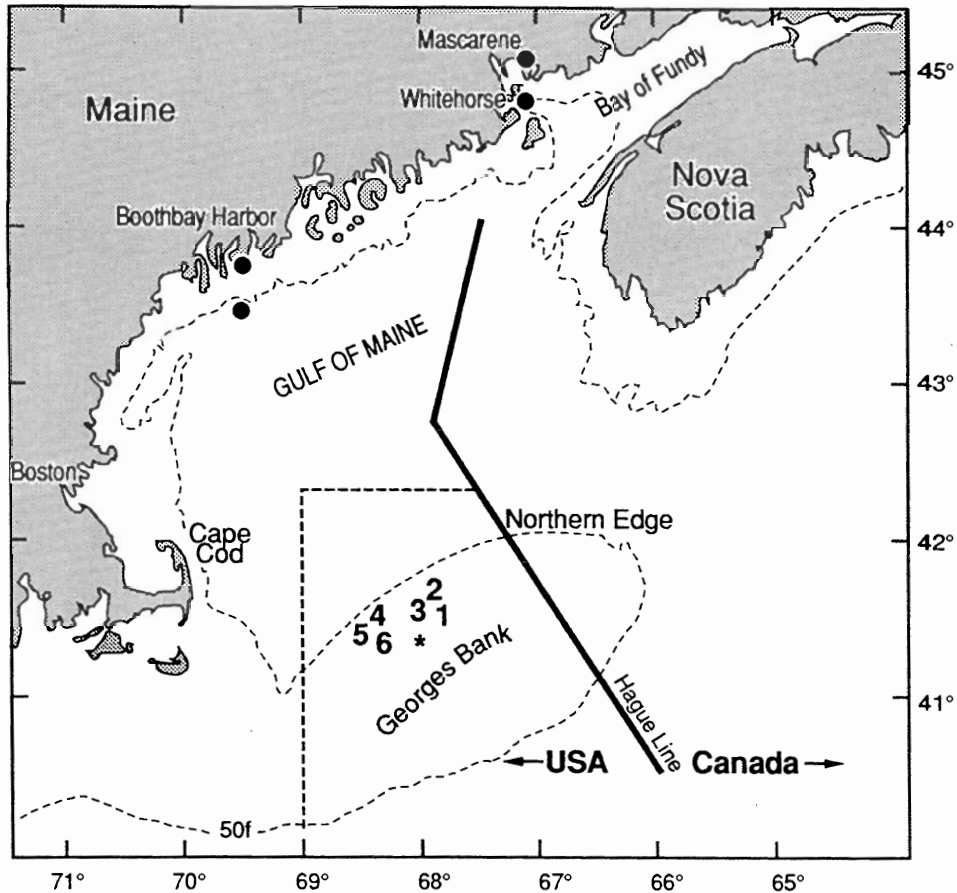 Mascarene
45°
Bay of Fundy
Maine
Whitehorse
Nova
Scotia
Boothbay Harbor
44°
GULF OF MAINE
43°
Boston
Cape
Cod
Northern Edge
42°
2
4 3 1
5 6 *
Georges Bank
41°
Hague Line
USA Canada
50f
71° 70° 69° 68° 67° 66° 65°